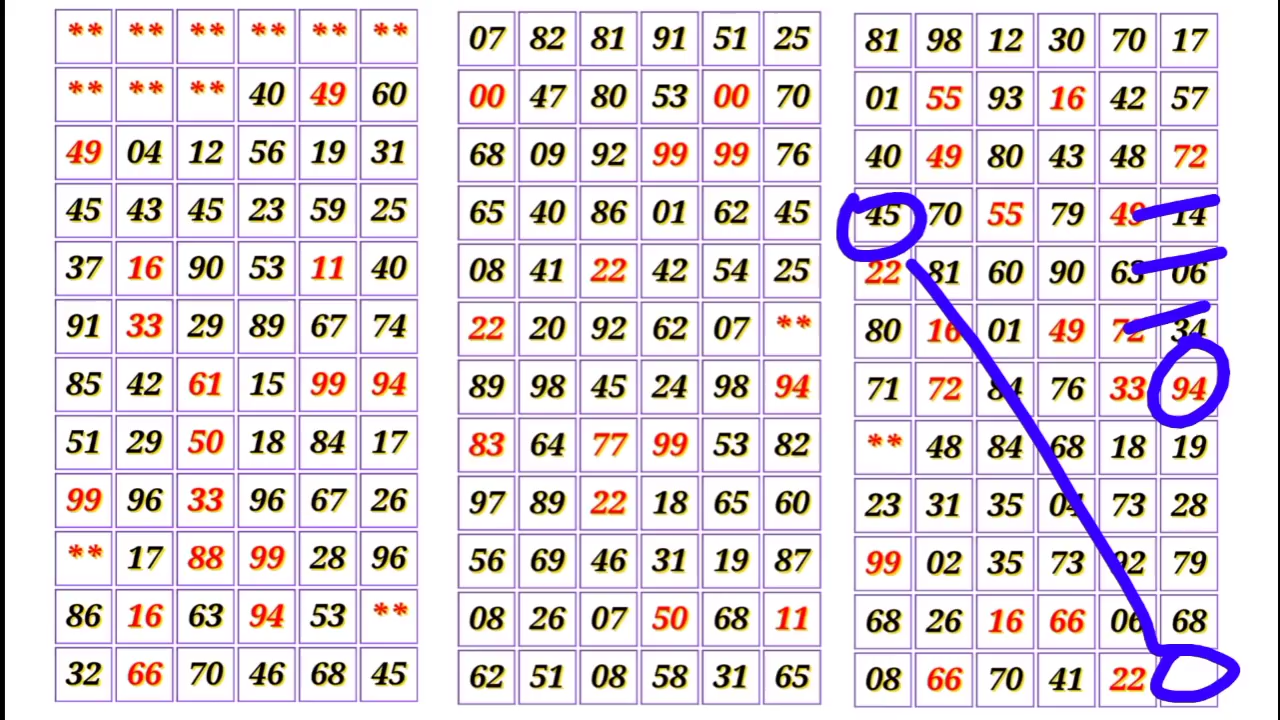 ** ** ** ** ** **
** ** ** 40 49 60
49 04 12 56 19 31
45 43 45 23 59 25
37 16 90 53 11 40
91 33 29 89 67 74
85 42 61 15 99 94
51 29 50 18 84 17
99 96 33 96 67 26
** 17 88 99 28 96
86 16 63 94 53 **
32 66 70 46 68 45
07 82 81 91 51 25
00 47 80 53 00 70
68 09 92 99 99 76
65 40 86 01 62 45
08 41 22 42 54 25
22 20 92 62 07 **
89 98 45 24 98 94
83 64 77 99 53 82
97 89 22 18 65 60
56 69 46 31 19 87
08 26 07 50 68 11
62 51 08 58 31 65
81 98 12 30 70 17
01 55 93 16 42 57
40 49 80 43 48 72
45 70 55 79 49 14
22 81 60 90 63 06
80 16 01 49 72 34
71 72 84 76 33 94
** 48 84 68 18 19
23 31 35 04 73 28
99 02 35 73 92 79
68 26 16 66 06 68
08 66 70 41 22